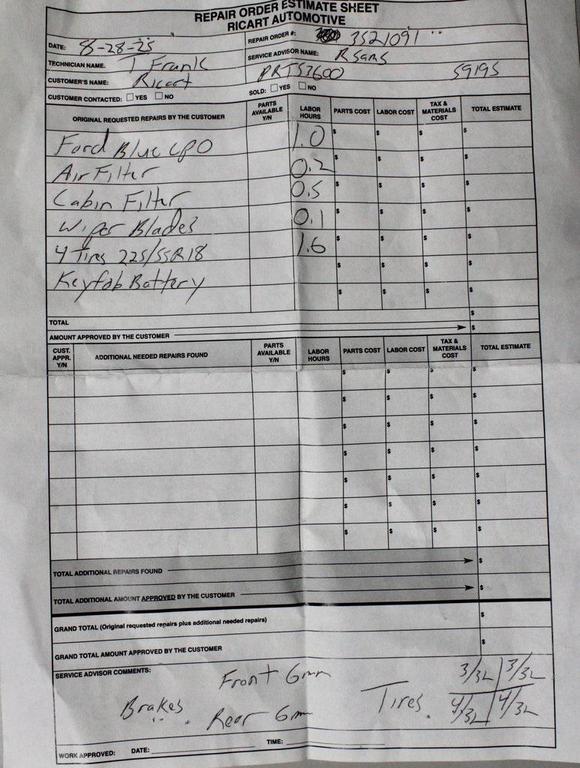 REPAIR ORDER ESTIMATE SHEET
RICART AUTOMOTIVE
DATE: 8-28-25 REPAIR ORDER #: 3521091
TECHNICIAN NAME: T Frank SERVICE ADVISOR NAME: R Sams
CUSTOMER'S NAME: Ricart PRTS7600 59195
CUSTOMER CONTACTED: YES NO SOLD: YES NO
ORIGINAL REQUESTED REPAIRS BY THE CUSTOMER PARTS AVAILABLE Y/N LABOR HOURS PARTS COST LABOR COST TAX & MATERIALS COST TOTAL ESTIMATE
Ford Blue CPO 1.0 $ $ $ $
Air Filter 0.2 $ $ $ $
Cabin Filter 0.5 $ $ $ $
Wiper Blades 0.1 $ $ $ $
4 Tires 225/55R18 1.6 $ $ $ $
Keyfob Battery $ $ $ $
$ $ $ $
TOTAL $
AMOUNT APPROVED BY THE CUSTOMER $
CUST. APPR. Y/N ADDITIONAL NEEDED REPAIRS FOUND PARTS AVAILABLE Y/N LABOR HOURS PARTS COST LABOR COST TAX & MATERIALS COST TOTAL ESTIMATE
$ $ $ $
$ $ $ $
$ $ $ $
$ $ $ $
$ $ $ $
$ $ $ $
$ $ $ $
TOTAL ADDITIONAL REPAIRS FOUND $
TOTAL ADDITIONAL AMOUNT APPROVED BY THE CUSTOMER $
GRAND TOTAL (Original requested repairs plus additional needed repairs) $
GRAND TOTAL AMOUNT APPROVED BY THE CUSTOMER $
SERVICE ADVISOR COMMENTS:
Front 6mm 3/32 3/32
Brakes Tires
Rear 6mm 4/32 4/32
WORK APPROVED: DATE: TIME: